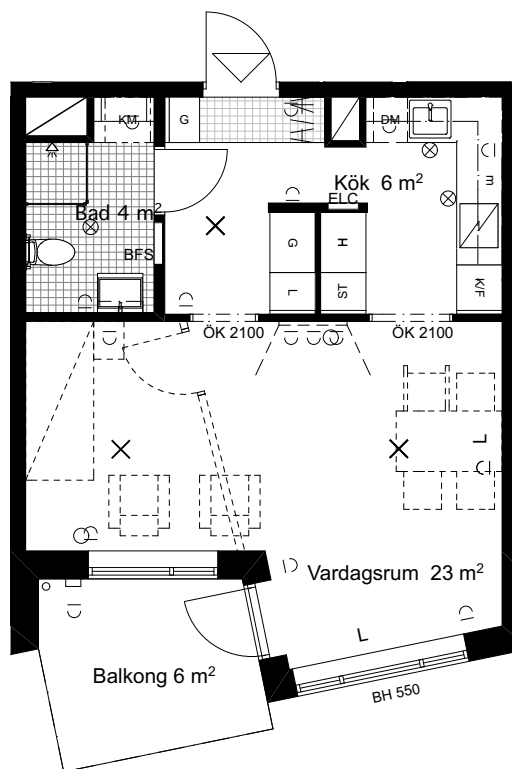 KM
G
DM
Kök 6 m²
m
ELC
Bad 4 m²
BFS
G
H
L
ST
K/F
ÖK 2100
ÖK 2100
L
Vardagsrum 23 m²
L
Balkong 6 m²
BH 550